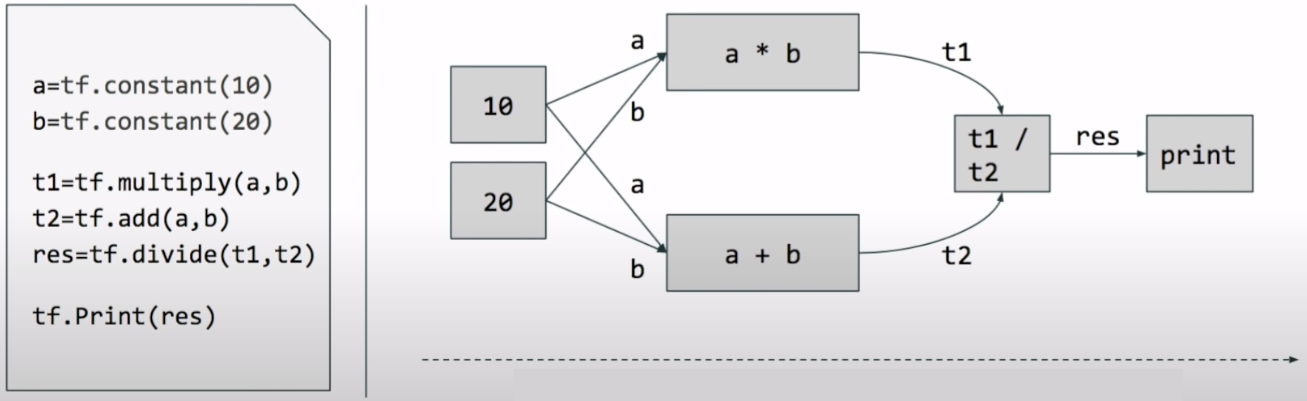 a=tf.constant(10)
b=tf.constant(20)
t1=tf.multiply(a,b)
t2=tf.add(a,b)
res=tf.divide(t1,t2)
tf.Print(res)
10
20
a
b
a
b
a * b
a + b
t1
t2
t1 /
t2
res
print